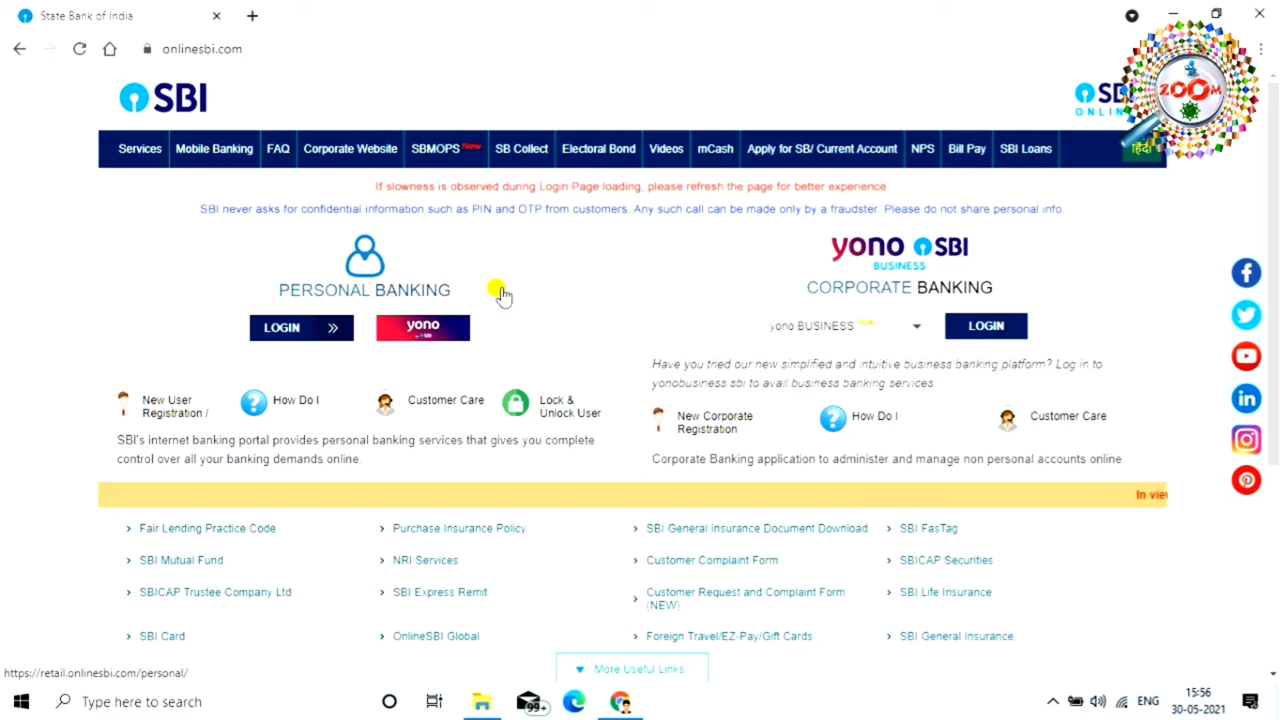 State Bank of India
onlinesbi.com
SBI
SBI
ONLINE
ZOOM
Services Mobile Banking FAQ Corporate Website SBMOPS New SB Collect Electoral Bond Videos mCash Apply for SB/ Current Account NPS Bill Pay SBI Loans हिंदी
If slowness is observed during Login Page loading, please refresh the page for better experience
SBI never asks for confidential information such as PIN and OTP from customers. Any such call can be made only by a fraudster. Please do not share personal info.
PERSONAL BANKING
LOGIN
yono
by SBI
yono SBI
BUSINESS
CORPORATE BANKING
yono BUSINESS
LOGIN
Have you tried our new simplified and intuitive business banking platform? Log in to
yonobusiness.sbi to avail business banking services
New User
Registration /
How Do I
Customer Care
Lock &
Unlock User
SBI's internet banking portal provides personal banking services that gives you complete
control over all your banking demands online.
New Corporate
Registration
How Do I
Customer Care
Corporate Banking application to administer and manage non personal accounts online.
In view
Fair Lending Practice Code Purchase Insurance Policy SBI General Insurance Document Download SBI FasTag
SBI Mutual Fund NRI Services Customer Complaint Form SBICAP Securities
SBICAP Trustee Company Ltd SBI Express Remit Customer Request and Complaint Form SBI Life Insurance
(NEW)
SBI Card OnlineSBI Global Foreign Travel/EZ-Pay/Gift Cards SBI General Insurance
More Useful Links
https://retail.onlinesbi.com/personal/
Type here to search
99+
ENG
15:56
30-05-2021